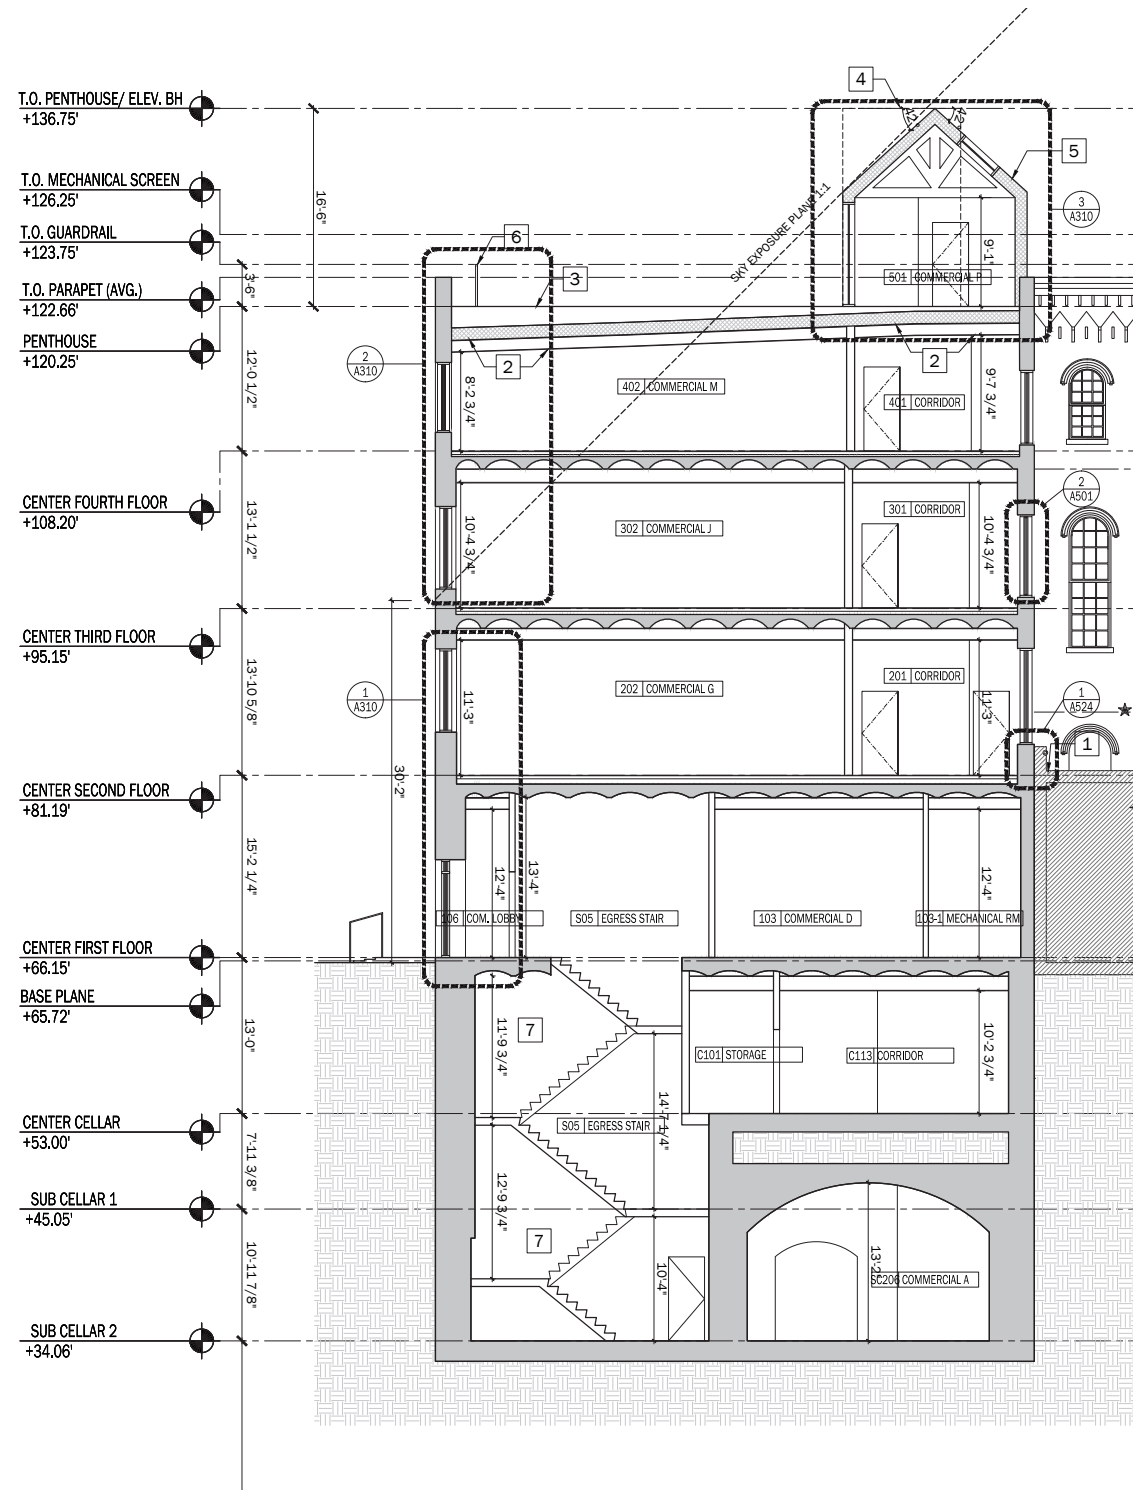 4
T.O. PENTHOUSE/ ELEV. BH
+136.75'
42°
42°
5
T.O. MECHANICAL SCREEN
+126.25'
16'-6"
SKY EXPOSURE PLANE 1:1
3
A310
T.O. GUARDRAIL
+123.75'
6
9'-1"
3
501 COMMERCIAL P
3'-6"
T.O. PARAPET (AVG.)
+122.66'
PENTHOUSE
+120.25'
2
A310
2
2
12'-0 1/2"
8'-2 3/4"
402 COMMERCIAL M
401 CORRIDOR
9'-7 3/4"
2
A501
CENTER FOURTH FLOOR
+108.20'
13'-1 1/2"
10'-4 3/4"
302 COMMERCIAL J
301 CORRIDOR
10'-4 3/4"
CENTER THIRD FLOOR
+95.15'
13'-10 5/8"
1
A310
11'-3"
202 COMMERCIAL G
201 CORRIDOR
11'-3"
1
A524
1
30'-2"
CENTER SECOND FLOOR
+81.19'
15'-2 1/4"
12'-4"
13'-4"
12'-4"
106 COM. LOBBY
S05 EGRESS STAIR
103 COMMERCIAL D
103-1 MECHANICAL RM
CENTER FIRST FLOOR
+66.15'
BASE PLANE
+65.72'
13'-0"
11'-9 3/4"
7
C101 STORAGE
C113 CORRIDOR
10'-2 3/4"
14'-7 1/4"
CENTER CELLAR
+53.00'
S05 EGRESS STAIR
7'-11 3/8"
12'-9 3/4"
SUB CELLAR 1
+45.05'
7
10'-11 7/8"
10'-4"
13'-2"
SC206 COMMERCIAL A
SUB CELLAR 2
+34.06'